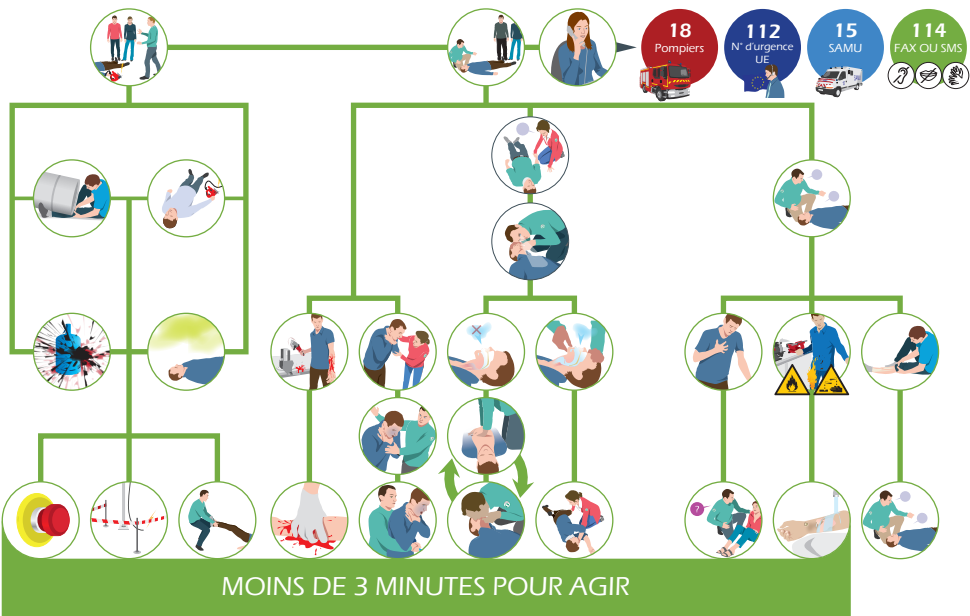 18
Pompiers
112
N° d'urgence
UE
15
SAMU
114
FAX OU SMS
?
MOINS DE 3 MINUTES POUR AGIR